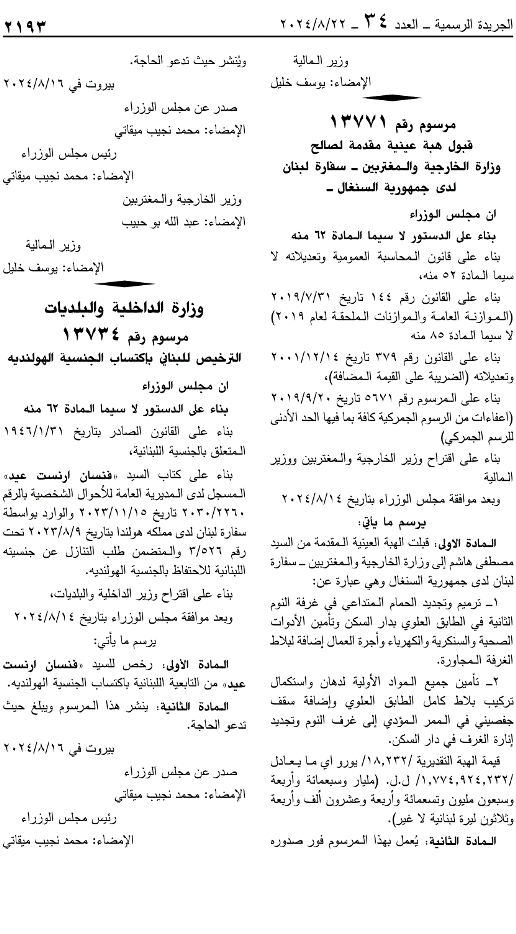 الجريدة الرسمية ــ العدد ٣٤ ــ ٢٠٢٤/٨/٢٢
٢١٩٣
وزير المالية
الإمضاء: يوسف خليل
مرسوم رقم ١٣٧٧١
قبول هبة عينية مقدمة لصالح
وزارة الخارجية والمغتربين ــ سفارة لبنان
لدى جمهورية السنغال ــ
ان مجلس الوزراء
بناء على الدستور لا سيما المادة ٦٢ منه
بناء على قانون المحاسبة العمومية وتعديلاته لا
سيما المادة ٥٢ منه،
بناء على القانون رقم ١٤٤ تاريخ ٢٠١٩/٧/٣١
(الموازنة العامة والموازنات الملحقة لعام ٢٠١٩)
لا سيما المادة ٨٥ منه
بناء على القانون رقم ٣٧٩ تاريخ ٢٠٠١/١٢/١٤
وتعديلاته (الضريبة على القيمة المضافة)،
بناء على المرسوم رقم ٥٦٧١ تاريخ ٢٠١٩/٩/٢٠
(اعفاءات من الرسوم الجمركية كافة بما فيها الحد الأدنى
للرسم الجمركي)
بناء على اقتراح وزير الخارجية والمغتربين ووزير
المالية
وبعد موافقة مجلس الوزراء بتاريخ ٢٠٢٤/٨/١٤
يرسم ما يأتي:
المادة الأولى: قبلت الهبة العينية المقدمة من السيد
مصطفى هاشم إلى وزارة الخارجية والمغتربين ــ سفارة
لبنان لدى جمهورية السنغال وهي عبارة عن:
١ــ ترميم وتجديد الحمام المتداعي في غرفة النوم
الثانية في الطابق العلوي بدار السكن وتأمين الأدوات
الصحية والسنكرية والكهرباء وأجرة العمال إضافة لبلاط
الغرفة المجاورة.
٢ــ تأمين جميع المواد الأولية لدهان واستكمال
تركيب بلاط كامل الطابق العلوي وإضافة سقف
جفصيني في الممر المؤدي إلى غرف النوم وتجديد
إنارة الغرف في دار السكن.
قيمة الهبة التقديرية /١٨,٢٣٢/ يورو أي ما يعادل
/١,٧٧٤,٩٢٤,٢٣٢/ ل.ل. (مليار وسبعمائة وأربعة
وسبعون مليون وتسعمائة وأربعة وعشرون ألف وأربعة
وثلاثون ليرة لبنانية لا غير).
المادة الثانية: يُعمل بهذا المرسوم فور صدوره
ويُنشر حيث تدعو الحاجة.
بيروت في ٢٠٢٤/٨/١٦
صدر عن مجلس الوزراء
الإمضاء: محمد نجيب ميقاتي
رئيس مجلس الوزراء
الإمضاء: محمد نجيب ميقاتي
وزير الخارجية والمغتربين
الإمضاء: عبد الله بو حبيب
وزير المالية
الإمضاء: يوسف خليل
وزارة الداخلية والبلديات
مرسوم رقم ١٣٧٣٤
الترخيص للبناني بإكتساب الجنسية الهولنديه
ان مجلس الوزراء
بناء على الدستور لا سيما المادة ٦٢ منه
بناء على القانون الصادر بتاريخ ١٩٤٦/١/٣١
المتعلق بالجنسية اللبنانية،
بناء على كتاب السيد «فنسان ارنست عيد»
المسجل لدى المديرية العامة للأحوال الشخصية بالرقم
٢٠٣٠/٢٢٦٠ تاريخ ٢٠٢٣/١١/١٥ والوارد بواسطة
سفارة لبنان لدى مملكه هولندا بتاريخ ٢٠٢٣/٨/٩ تحت
رقم ٣/٥٢٦ والمتضمن طلب التنازل عن جنسيته
اللبنانية للاحتفاظ بالجنسية الهولنديه.
بناء على اقتراح وزير الداخلية والبلديات،
وبعد موافقة مجلس الوزراء بتاريخ ٢٠٢٤/٨/١٤
يرسم ما يأتي:
المادة الأولى: رخص للسيد «فنسان ارنست
عيد» من التابعية اللبنانية باكتساب الجنسية الهولنديه.
المادة الثانية: ينشر هذا المرسوم ويبلغ حيث
تدعو الحاجة.
بيروت في ٢٠٢٤/٨/١٦
صدر عن مجلس الوزراء
الإمضاء: محمد نجيب ميقاتي
رئيس مجلس الوزراء
الإمضاء: محمد نجيب ميقاتي